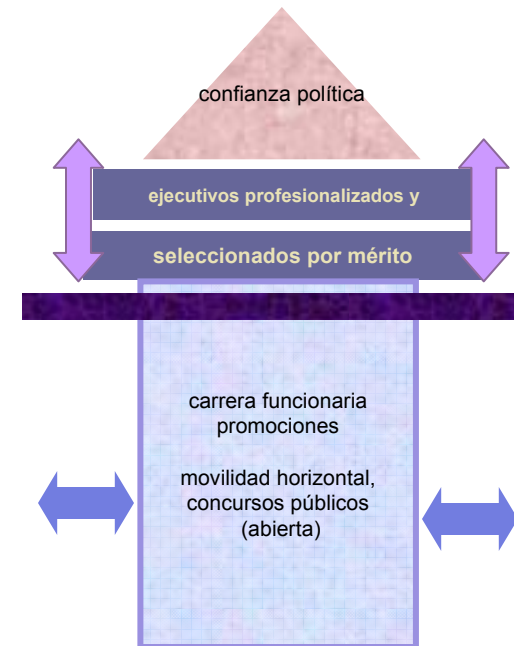 confianza política
ejecutivos profesionalizados y
seleccionados por mérito
carrera funcionaria
promociones
movilidad horizontal,
concursos públicos
(abierta)